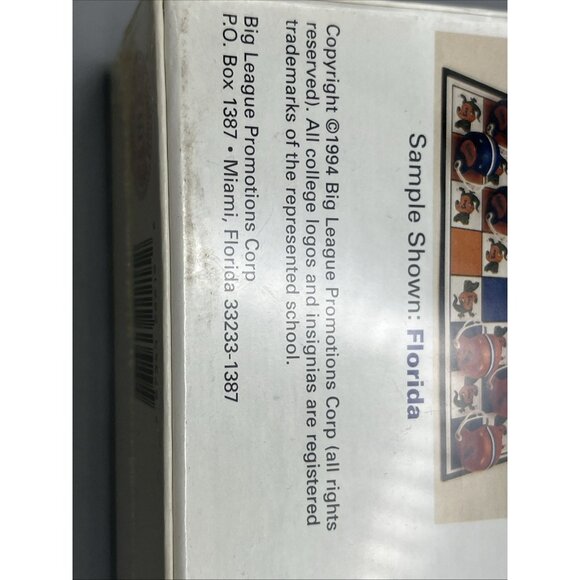 Sample Shown: Florida
Copyright ©1994 Big League Promotions Corp (all rights
reserved). All college logos and insignias are registered
trademarks of the represented school.
Big League Promotions Corp
P.O. Box 1387 • Miami, Florida 33233-1387